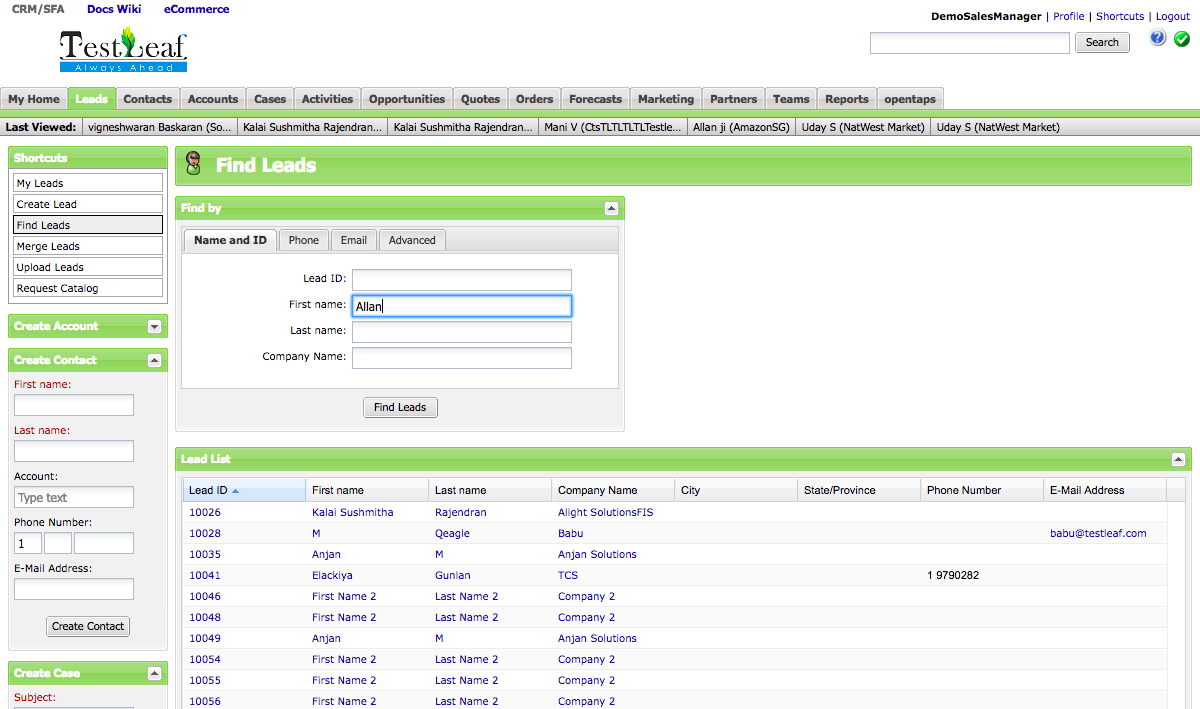 CRM/SFA Docs Wiki eCommerce
DemoSalesManager | Profile | Shortcuts | Logout
TestLeaf
Always Ahead
Search
My Home Leads Contacts Accounts Cases Activities Opportunities Quotes Orders Forecasts Marketing Partners Teams Reports opentaps
Last Viewed: vigneshwaran Baskaran (So... Kalai Sushmitha Rajendran... Kalai Sushmitha Rajendran... Mani V (CtsTLTLTLTLTestle... Allan ji (AmazonSG) Uday S (NatWest Market) Uday S (NatWest Market)
Shortcuts
My Leads
Create Lead
Find Leads
Merge Leads
Upload Leads
Request Catalog
Create Account
Create Contact
First name:
Last name:
Account:
Type text
Phone Number:
1
E-Mail Address:
Create Contact
Create Case
Subject:
Find Leads
Find by
Name and ID Phone Email Advanced
Lead ID:
First name: Allan
Last name:
Company Name:
Find Leads
Lead List
Lead ID First name Last name Company Name City State/Province Phone Number E-Mail Address
10026 Kalai Sushmitha Rajendran Alight SolutionsFIS
10028 M Qeagle Babu babu@testleaf.com
10035 Anjan M Anjan Solutions
10041 Elackiya Gunlan TCS 1 9790282
10046 First Name 2 Last Name 2 Company 2
10048 First Name 2 Last Name 2 Company 2
10049 Anjan M Anjan Solutions
10054 First Name 2 Last Name 2 Company 2
10055 First Name 2 Last Name 2 Company 2
10056 First Name 2 Last Name 2 Company 2